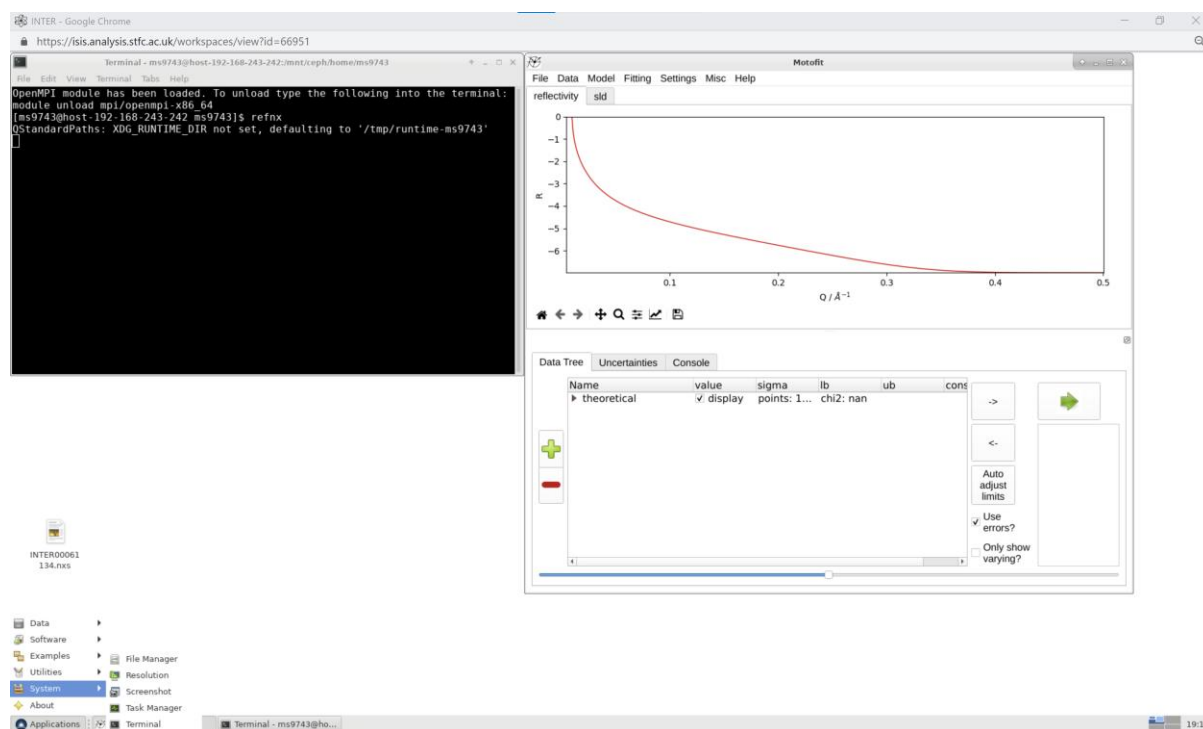 INTER - Google Chrome
https://isis.analysis.stfc.ac.uk/workspaces/view?id=66951
Terminal - ms9743@host-192-168-243-242:/mnt/ceph/home/ms9743
File Edit View Terminal Tabs Help
OpenMPI module has been loaded. To unload type the following into the terminal:
module unload mpi/openmpi-x86_64
[ms9743@host-192-168-243-242 ms9743]$ refnx
QStandardPaths: XDG_RUNTIME_DIR not set, defaulting to '/tmp/runtime-ms9743'
Motofit
File Data Model Fitting Settings Misc Help
reflectivity sld
0
−1
−2
−3
−4
−5
−6
R
0.1 0.2 0.3 0.4 0.5
Q / Å⁻¹
Data Tree Uncertainties Console
Name value sigma lb ub cons
theoretical display points: 1... chi2: nan
->
<-
Auto
adjust
limits
Use
errors?
Only show
varying?
INTER00061
134.nxs
Data
Software
Examples
Utilities
System
About
File Manager
Resolution
Screenshot
Task Manager
Terminal
Applications
Terminal - ms9743@ho...
19:1